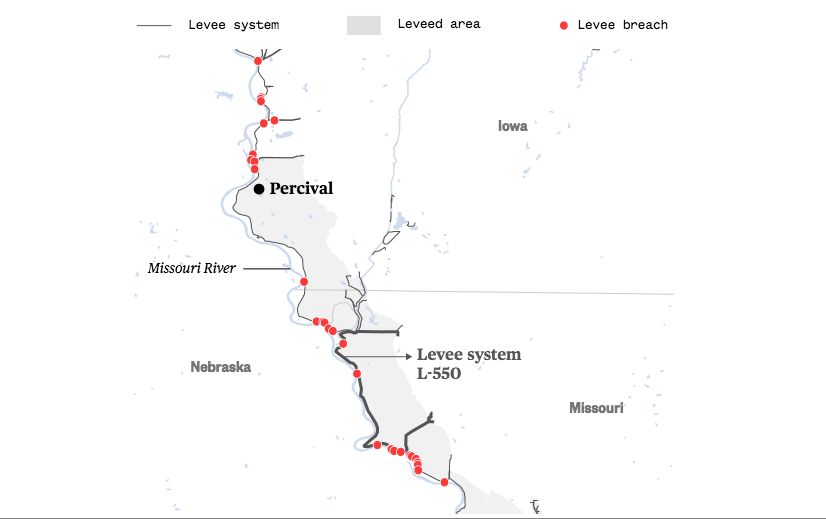 Levee system
Leveed area
Levee breach
Iowa
Percival
Missouri River
Levee system
L-550
Nebraska
Missouri